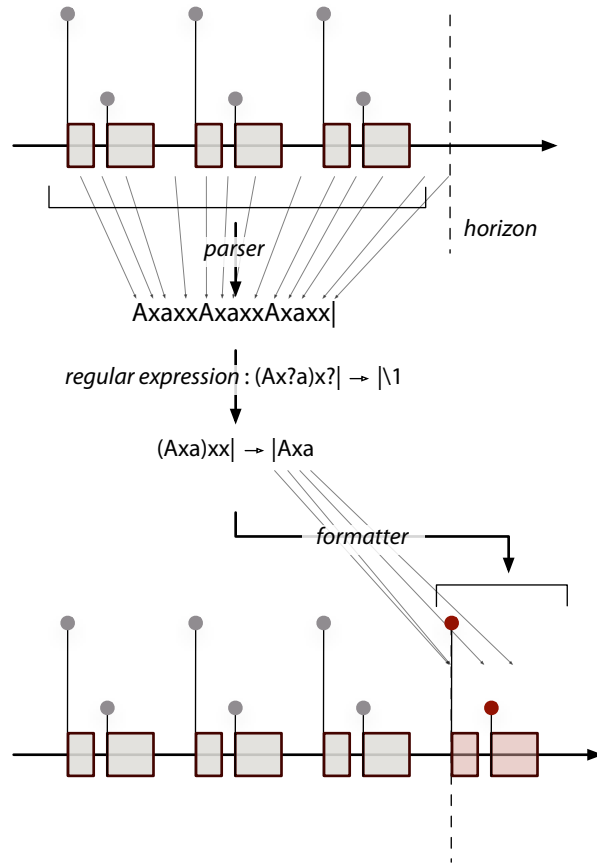 horizon
parser
AxaxxAxaxxAxaxx|
regular expression : (Ax?a)x?| → |\1
(Axa)xx| → |Axa
formatter